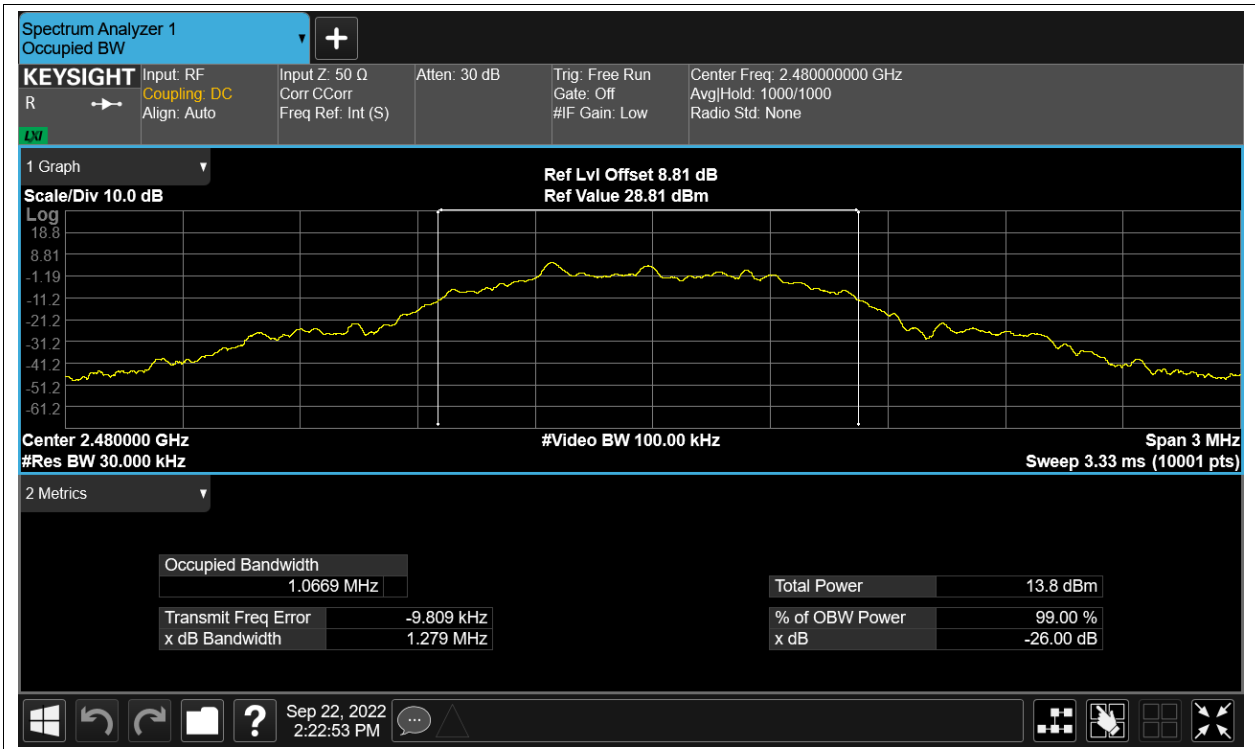 Spectrum Analyzer 1
Occupied BW
KEYSIGHT
R
LXI
Input: RF
Coupling: DC
Align: Auto
Input Z: 50 Ω
Corr CCorr
Freq Ref: Int (S)
Atten: 30 dB
Trig: Free Run
Gate: Off
#IF Gain: Low
Center Freq: 2.480000000 GHz
Avg|Hold: 1000/1000
Radio Std: None
1 Graph
Scale/Div 10.0 dB
Ref Lvl Offset 8.81 dB
Ref Value 28.81 dBm
Log
18.8
8.81
-1.19
-11.2
-21.2
-31.2
-41.2
-51.2
-61.2
Center 2.480000 GHz
#Video BW 100.00 kHz
Span 3 MHz
#Res BW 30.000 kHz
Sweep 3.33 ms (10001 pts)
2 Metrics
Occupied Bandwidth
1.0669 MHz
Transmit Freq Error -9.809 kHz
x dB Bandwidth 1.279 MHz
Total Power 13.8 dBm
% of OBW Power 99.00 %
x dB -26.00 dB
?
Sep 22, 2022
2:22:53 PM